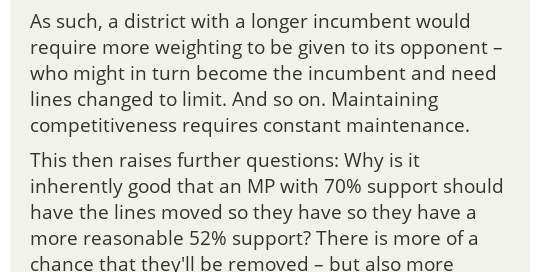 As such, a district with a longer incumbent would
require more weighting to be given to its opponent –
who might in turn become the incumbent and need
lines changed to limit. And so on. Maintaining
competitiveness requires constant maintenance.
This then raises further questions: Why is it
inherently good that an MP with 70% support should
have the lines moved so they have so they have a
more reasonable 52% support? There is more of a
chance that they'll be removed – but also more